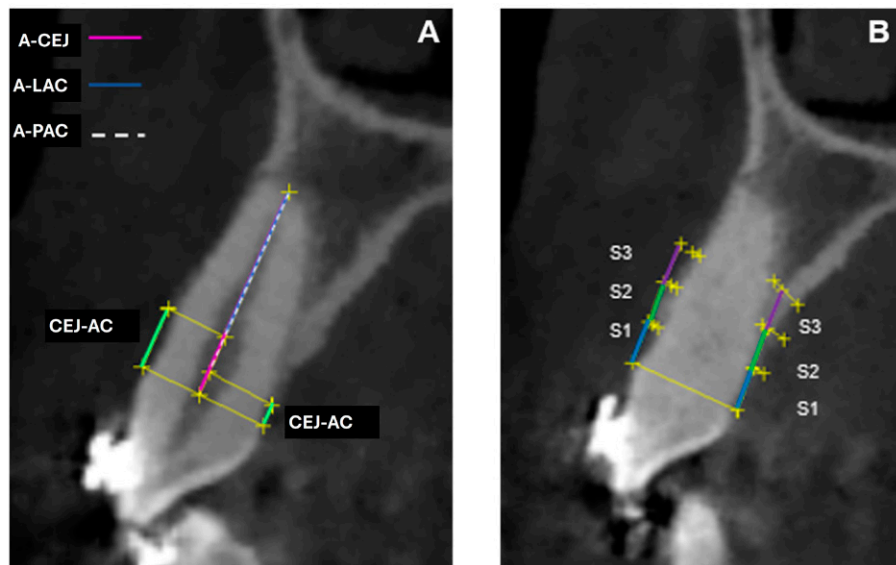 A
A-CEJ
A-LAC
A-PAC
CEJ-AC
CEJ-AC
B
S3
S2
S1
S3
S2
S1